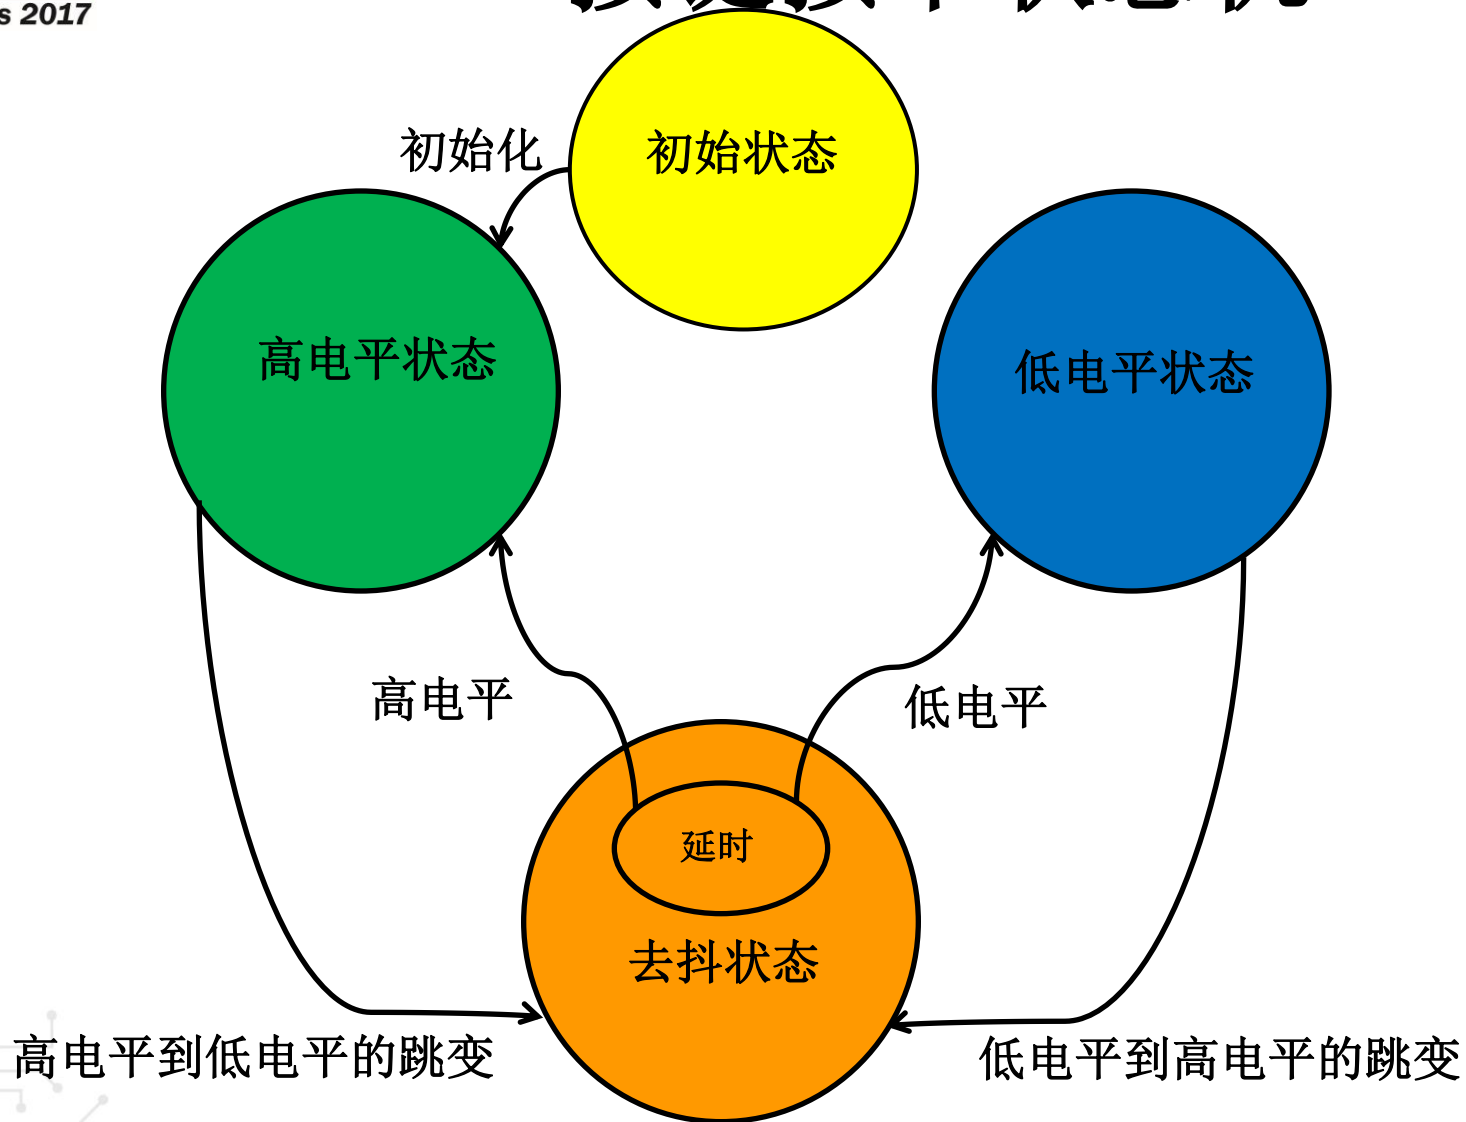 s 2017
初始化
初始状态
高电平状态
低电平状态
高电平
低电平
延时
去抖状态
高电平到低电平的跳变
低电平到高电平的跳变